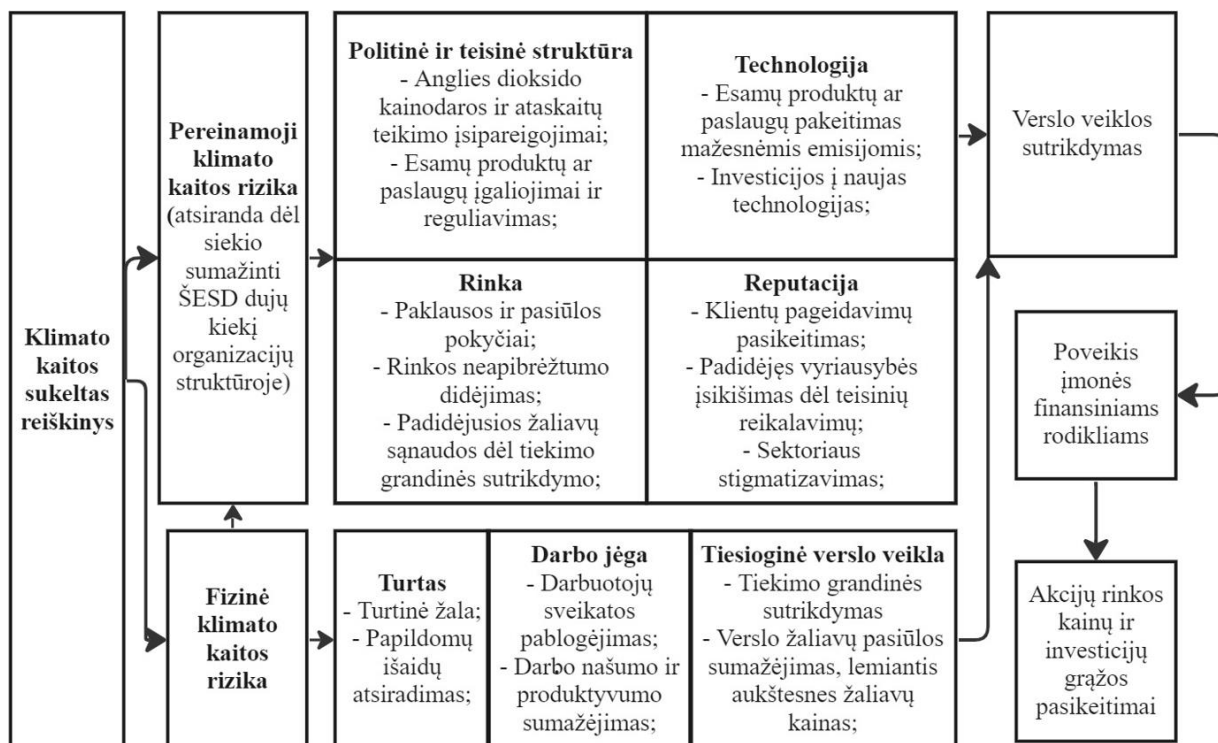 Klimato
kaitos
sukeltas
reiškinys
Pereinamoji
klimato
kaitos rizika
(atsiranda dėl
siekio
sumažinti
ŠESD dujų
kiekį
organizacijų
struktūroje)
Politinė ir teisinė struktūra
- Anglies dioksido
kainodaros ir ataskaitų
teikimo įsipareigojimai;
- Esamų produktų ar
paslaugų įgaliojimai ir
reguliavimas;
Technologija
- Esamų produktų ar
paslaugų pakeitimas
mažesnėmis emisijomis;
- Investicijos į naujas
technologijas;
Rinka
- Paklausos ir pasiūlos
pokyčiai;
- Rinkos neapibrėžtumo
didėjimas;
- Padidėjusios žaliavų
sąnaudos dėl tiekimo
grandinės sutrikdymo;
Reputacija
- Klientų pageidavimų
pasikeitimas;
- Padidėjęs vyriausybės
įsikišimas dėl teisinių
reikalavimų;
- Sektoriaus
stigmatizavimas;
Fizinė
klimato
kaitos
rizika
Turtas
- Turtinė žala;
- Papildomų
išaidų
atsiradimas;
Darbo jėga
- Darbuotojų
sveikatos
pablogėjimas;
- Darbo našumo ir
produktyvumo
sumažėjimas;
Tiesioginė verslo veikla
- Tiekimo grandinės
sutrikdymas
- Verslo žaliavų pasiūlos
sumažėjimas, lemiantis
aukštesnes žaliavų
kainas;
Verslo veiklos
sutrikdymas
Poveikis
įmonės
finansiniams
rodikliams
Akcijų rinkos
kainų ir
investicijų
grąžos
pasikeitimai